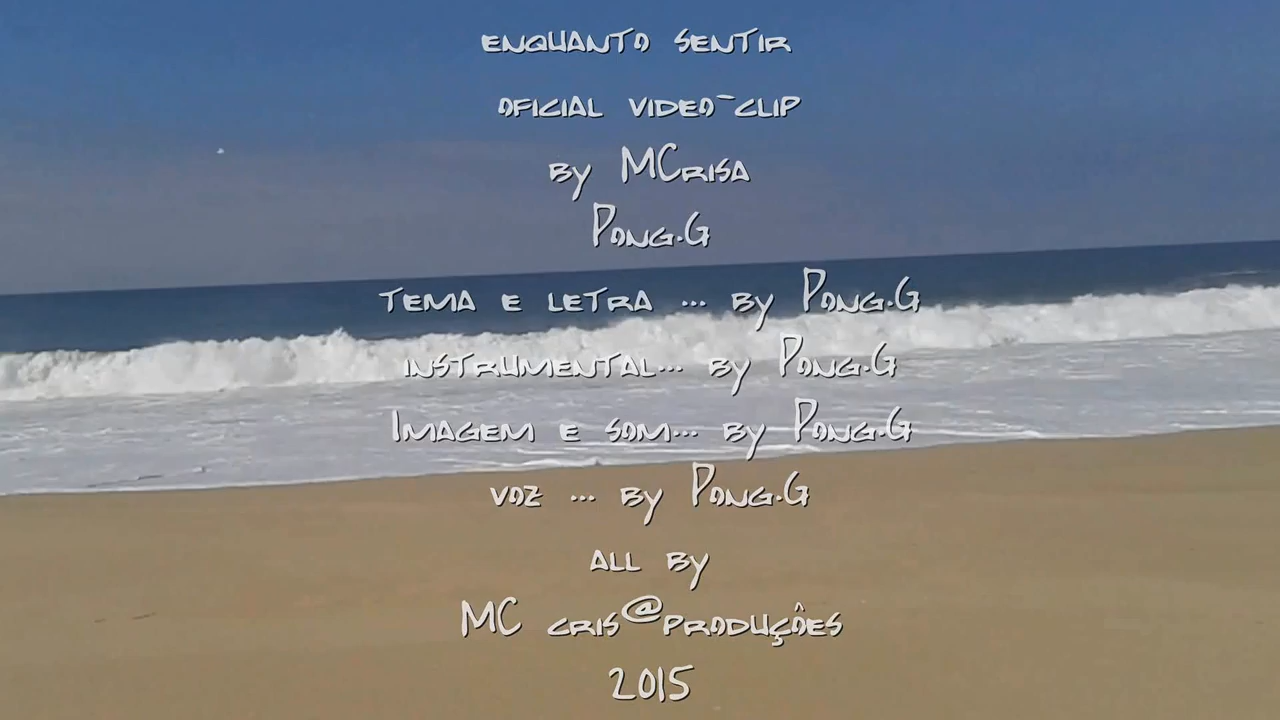 enquanto sentir
oficial video-clip
by MCrisa
Pong.G
tema e letra ... by Pong.G
instrumental... by Pong.G
Imagem e som... by Pong.G
voz ... by Pong.G
all by
MC cris@produçôes
2015